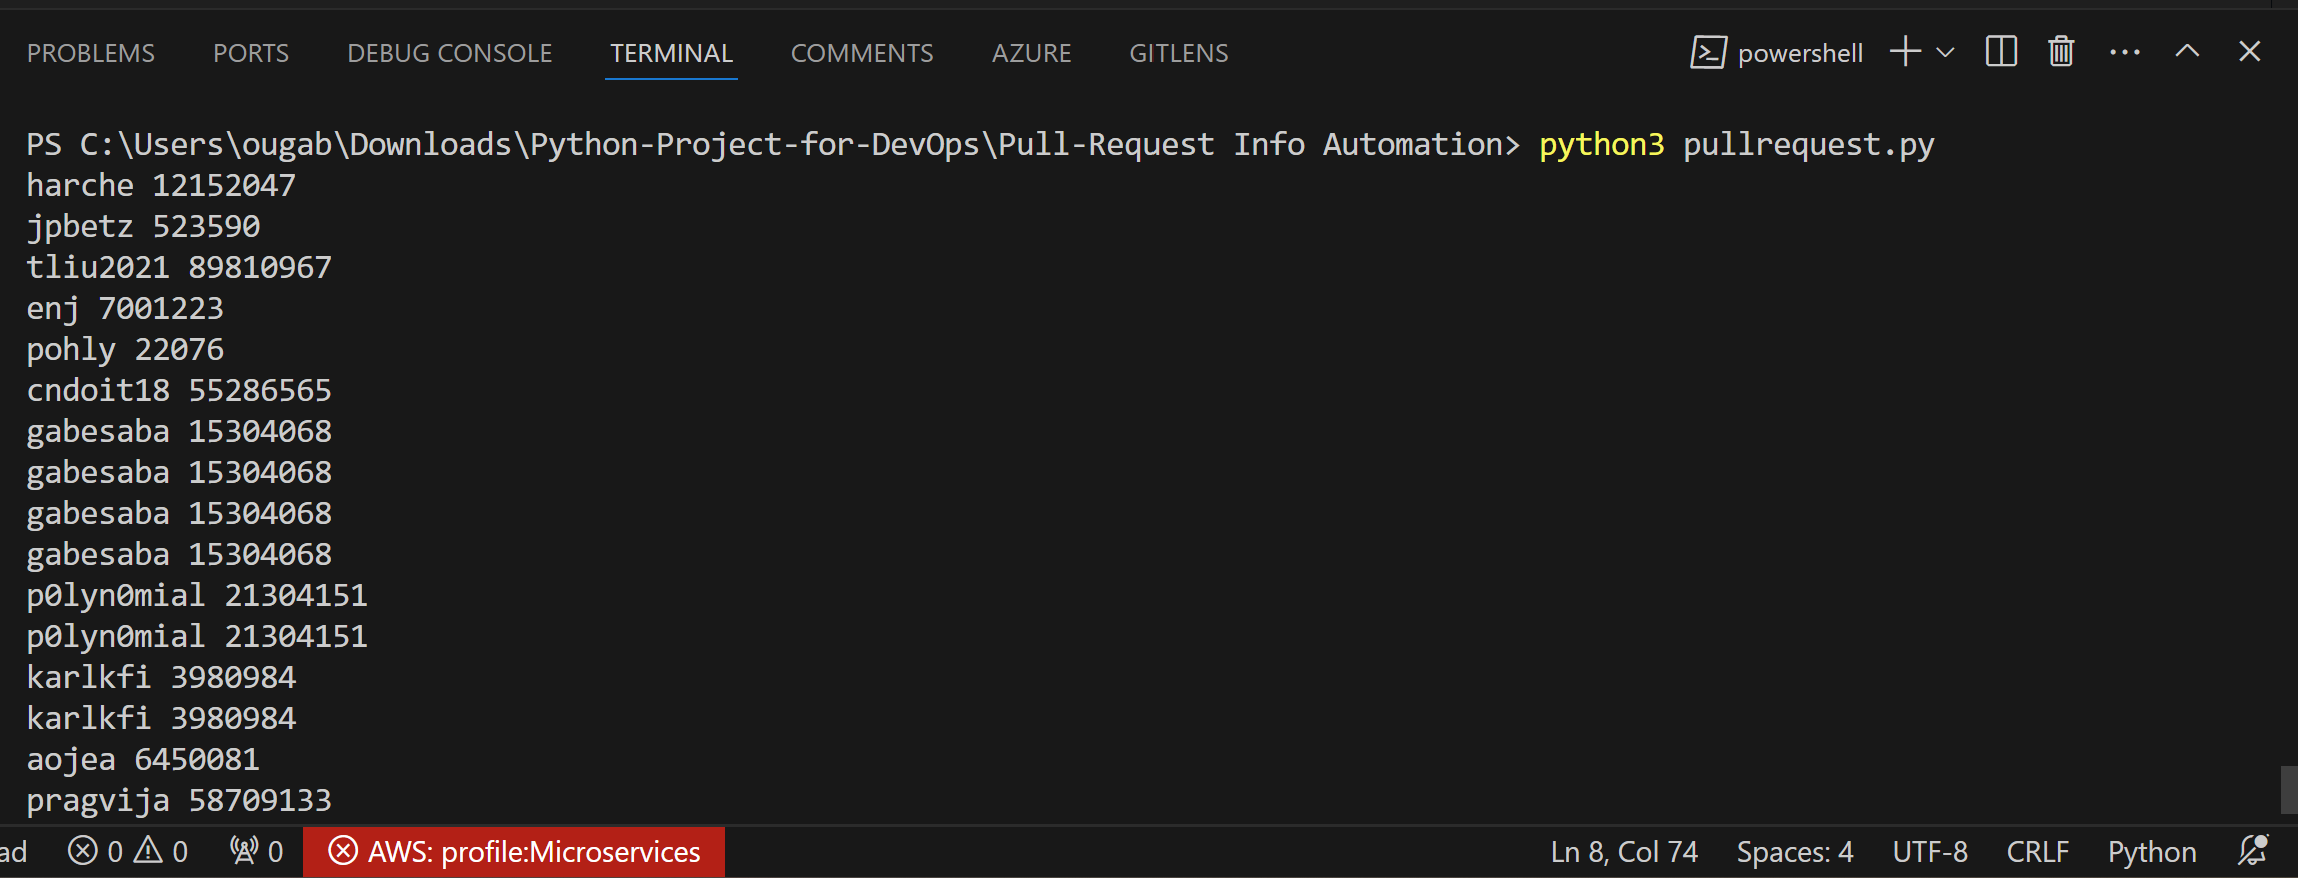 PROBLEMS PORTS DEBUG CONSOLE TERMINAL COMMENTS AZURE GITLENS powershell
PS C:\Users\ougab\Downloads\Python-Project-for-DevOps\Pull-Request Info Automation> python3 pullrequest.py
harche 12152047
jpbetz 523590
tliu2021 89810967
enj 7001223
pohly 22076
cndoit18 55286565
gabesaba 15304068
gabesaba 15304068
gabesaba 15304068
gabesaba 15304068
p0lyn0mial 21304151
p0lyn0mial 21304151
karlkfi 3980984
karlkfi 3980984
aojea 6450081
pragvija 58709133
ad 0 0 0 AWS: profile:Microservices Ln 8, Col 74 Spaces: 4 UTF-8 CRLF Python